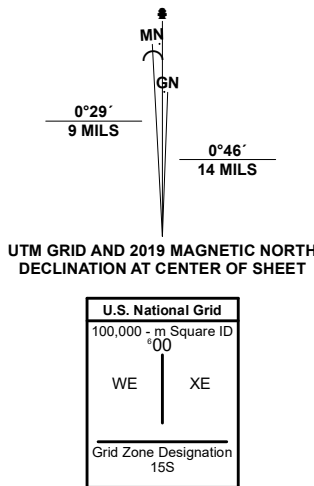 MN
GN
0°29´
9 MILS
0°46´
14 MILS
UTM GRID AND 2019 MAGNETIC NORTH
DECLINATION AT CENTER OF SHEET
U.S. National Grid
100,000 - m Square ID
⁶00
WE XE
Grid Zone Designation
15S